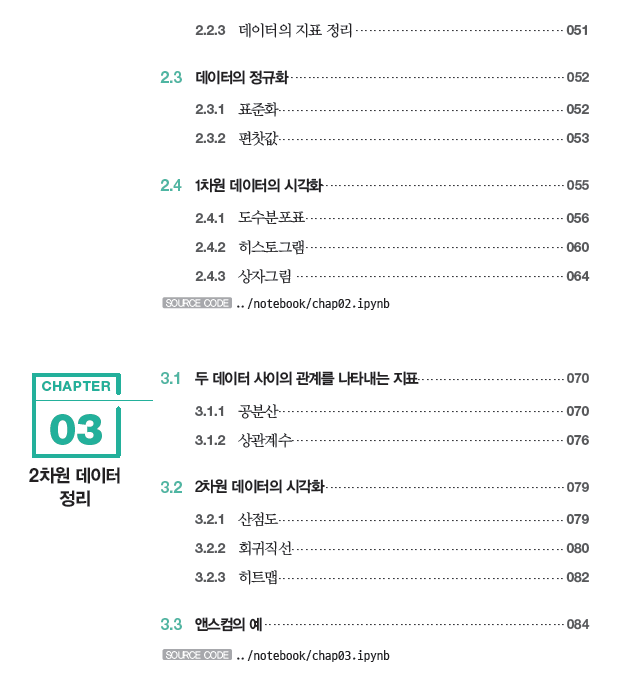 2.2.3 데이터의 지표 정리 051
2.3 데이터의 정규화 052
2.3.1 표준화 052
2.3.2 편찻값 053
2.4 1차원 데이터의 시각화 055
2.4.1 도수분포표 056
2.4.2 히스토그램 060
2.4.3 상자그림 064
SOURCE CODE ../notebook/chap02.ipynb
CHAPTER
03
2차원 데이터
정리
3.1 두 데이터 사이의 관계를 나타내는 지표 070
3.1.1 공분산 070
3.1.2 상관계수 076
3.2 2차원 데이터의 시각화 079
3.2.1 산점도 079
3.2.2 회귀직선 080
3.2.3 히트맵 082
3.3 앤스컴의 예 084
SOURCE CODE ../notebook/chap03.ipynb